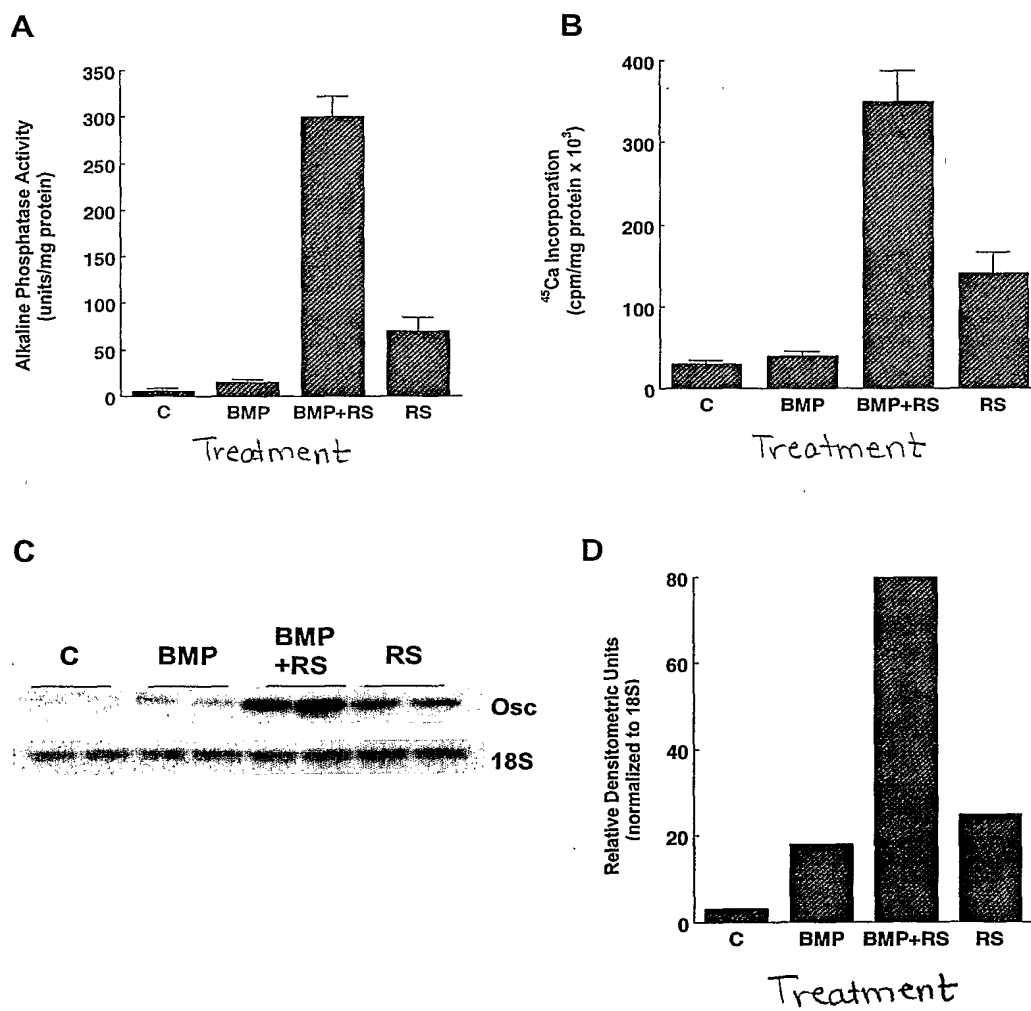 A
Alkaline Phosphatase Activity
(units/mg protein)
350
300
250
200
150
100
50
0
C BMP BMP+RS RS
Treatment
B
⁴⁵Ca Incorporation
(cpm/mg protein x 10³)
400
300
200
100
0
C BMP BMP+RS RS
Treatment
C
C BMP BMP RS
+RS
Osc
18S
D
Relative Densitometric Units
(normalized to 18S)
80
60
40
20
0
C BMP BMP+RS RS
Treatment